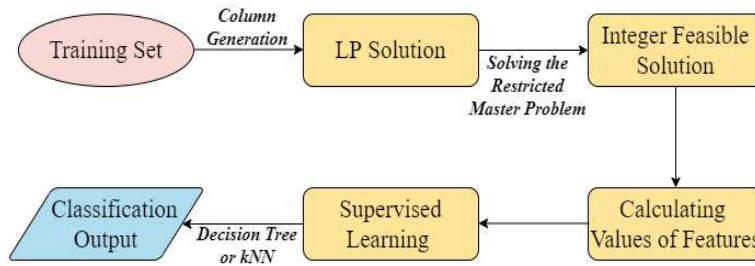 Training Set
Column
Generation
LP Solution
Solving the
Restricted
Master Problem
Integer Feasible
Solution
Calculating
Values of Features
Supervised
Learning
Decision Tree
or kNN
Classification
Output